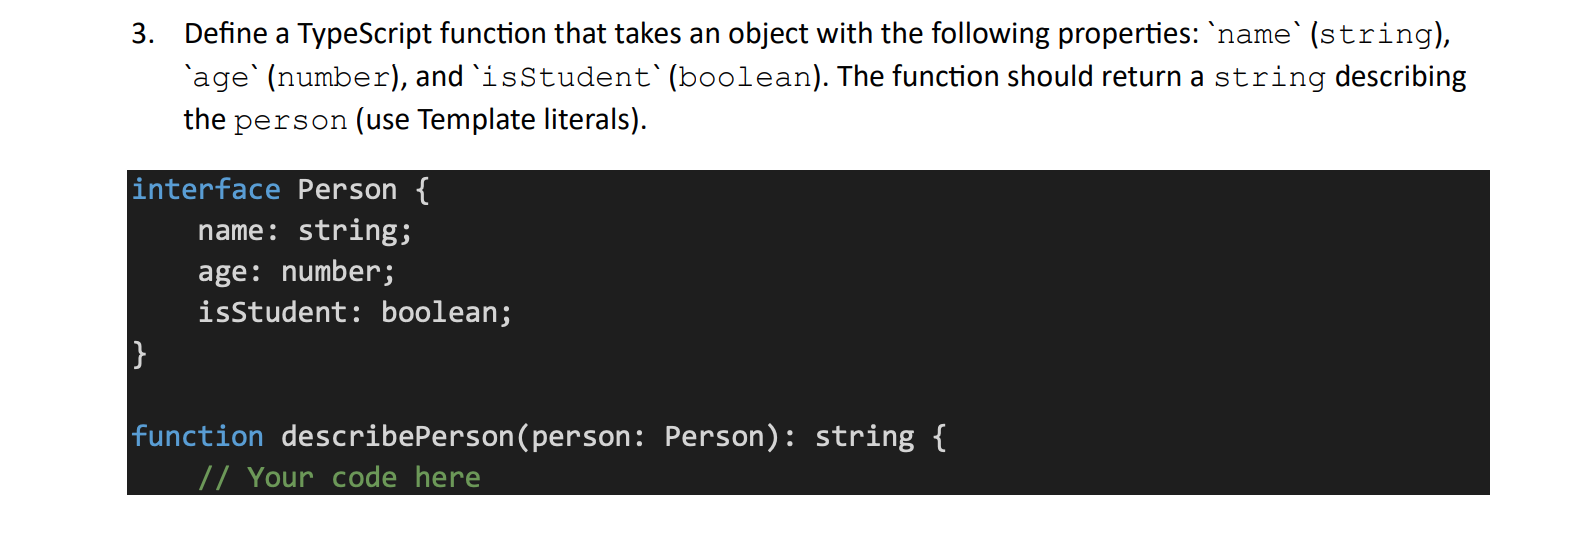 3. Define a TypeScript function that takes an object with the following properties: `name` (string),
`age` (number), and `isStudent` (boolean). The function should return a string describing
the person (use Template literals).
interface Person {
    name: string;
    age: number;
    isStudent: boolean;
}
function describePerson(person: Person): string {
    // Your code here